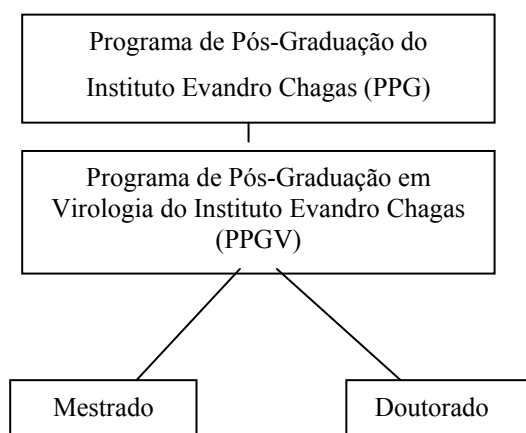 Programa de Pós-Graduação do
Instituto Evandro Chagas (PPG)
Programa de Pós-Graduação em
Virologia do Instituto Evandro Chagas
(PPGV)
Mestrado
Doutorado